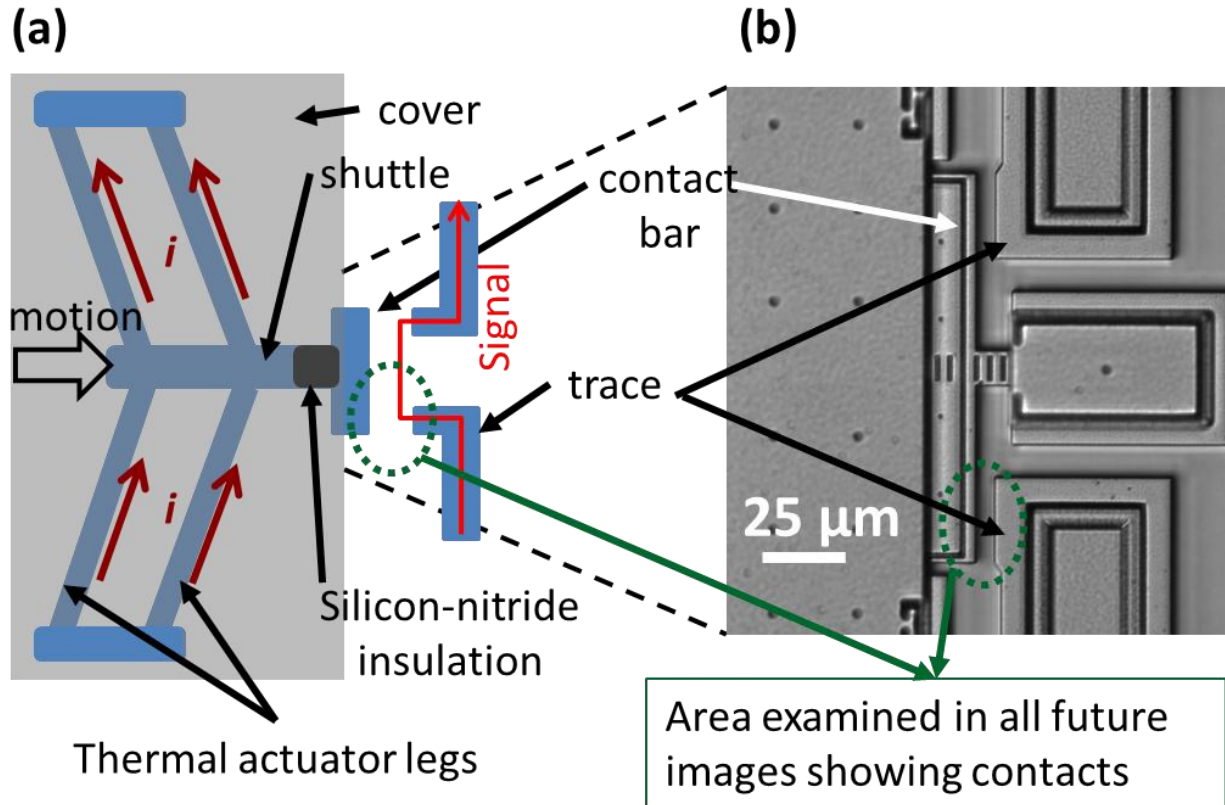 (a)
(b)
cover
shuttle
contact
bar
i
motion
Signal
trace
i
25 μm
Silicon-nitride
insulation
Thermal actuator legs
Area examined in all future
images showing contacts